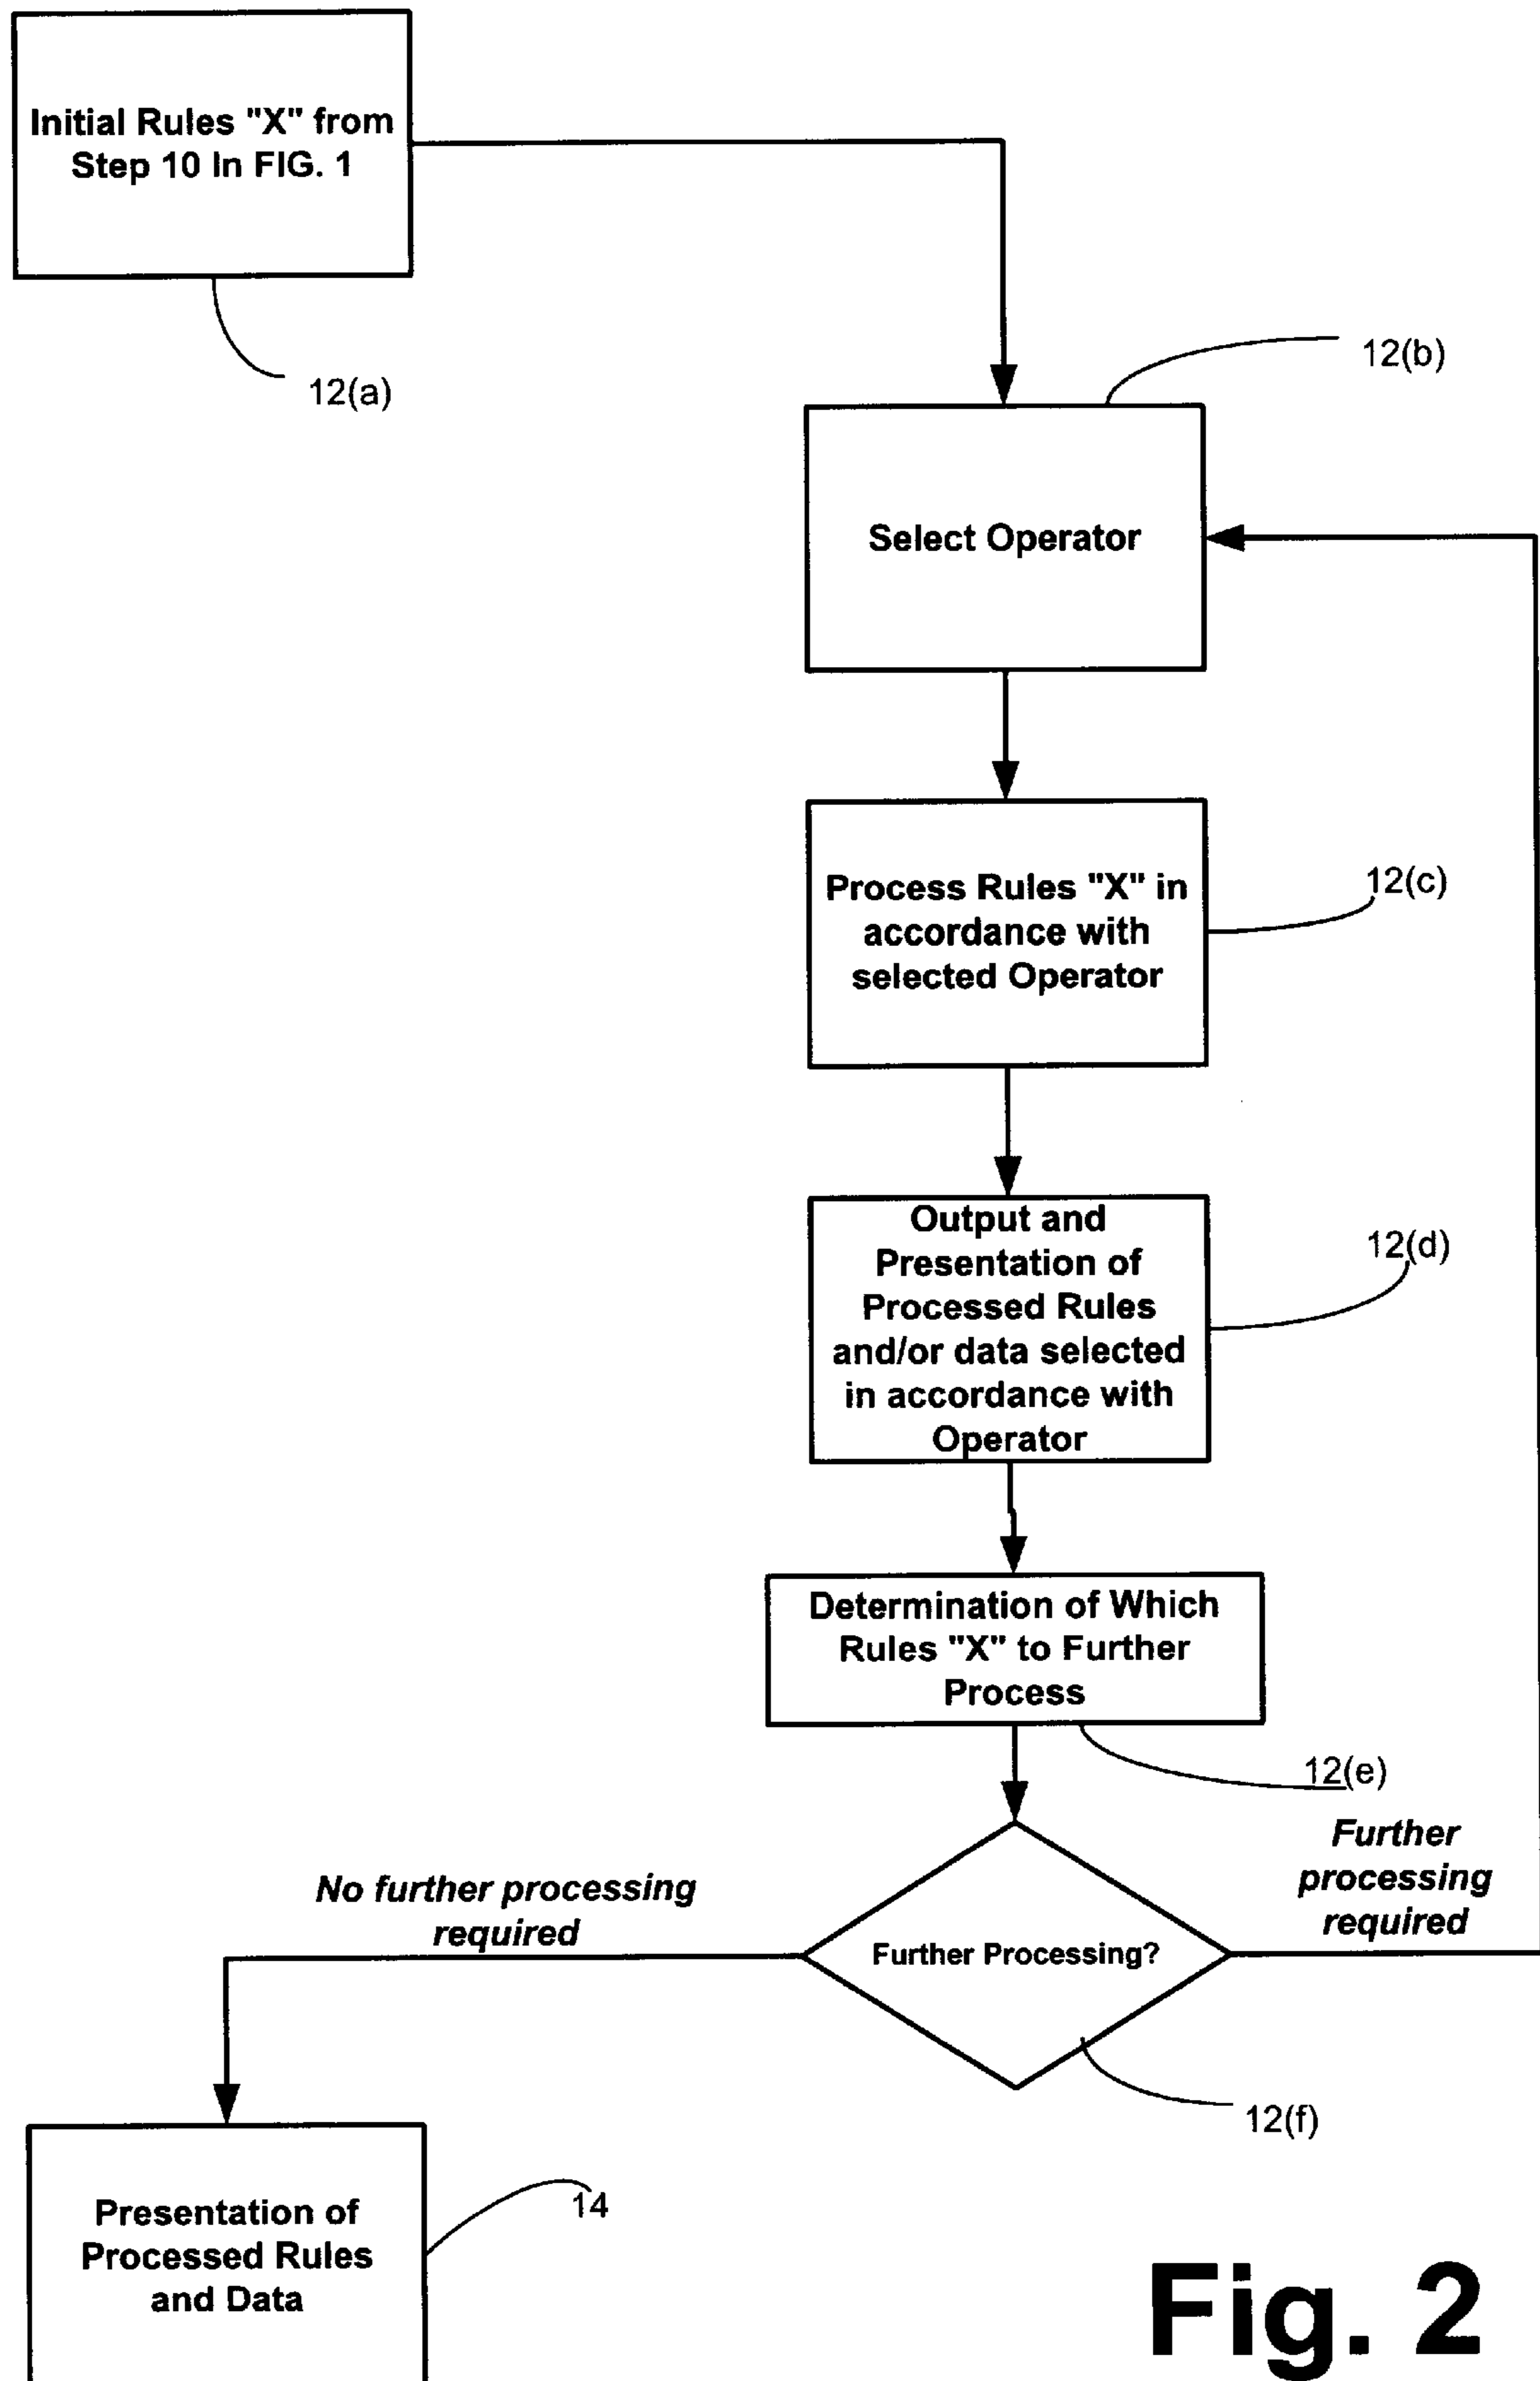 Initial Rules "X" from
Step 10 In FIG. 1
12(a)
12(b)
Select Operator
Process Rules "X" in
accordance with
selected Operator
12(c)
Output and
Presentation of
Processed Rules
and/or data selected
in accordance with
Operator
12(d)
Determination of Which
Rules "X" to Further
Process
12(e)
Further
processing
required
No further processing
required
Further Processing?
12(f)
Presentation of
Processed Rules
and Data
14
Fig. 2